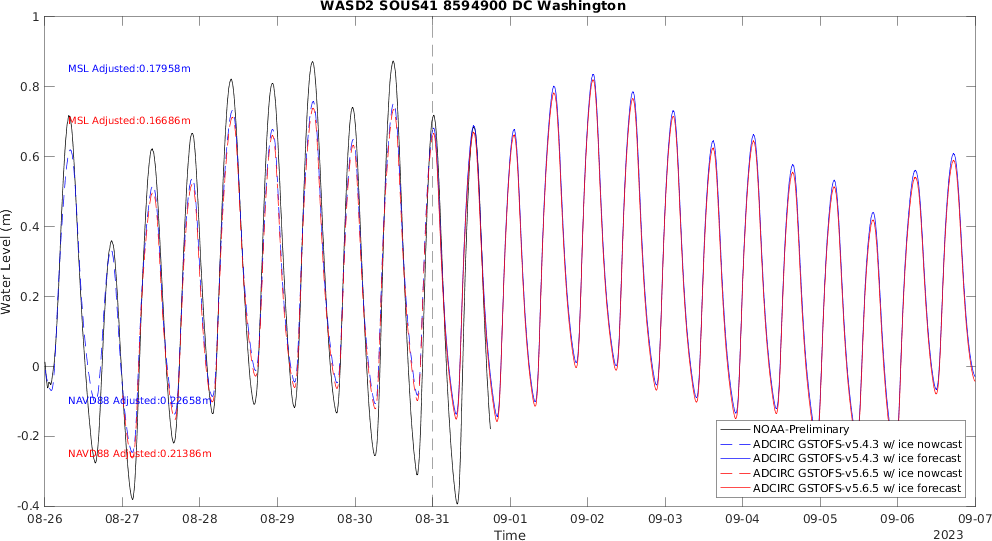 WASD2 SOUS41 8594900 DC Washington
1
0.8
0.6
0.4
0.2
0
-0.2
-0.4
Water Level (m)
MSL Adjusted:0.17958m
MSL Adjusted:0.16686m
NAVD88 Adjusted:0.22658m
NAVD88 Adjusted:0.21386m
NOAA-Preliminary
ADCIRC GSTOFS-v5.4.3 w/ ice nowcast
ADCIRC GSTOFS-v5.4.3 w/ ice forecast
ADCIRC GSTOFS-v5.6.5 w/ ice nowcast
ADCIRC GSTOFS-v5.6.5 w/ ice forecast
08-26 08-27 08-28 08-29 08-30 08-31 09-01 09-02 09-03 09-04 09-05 09-06 09-07
Time
2023